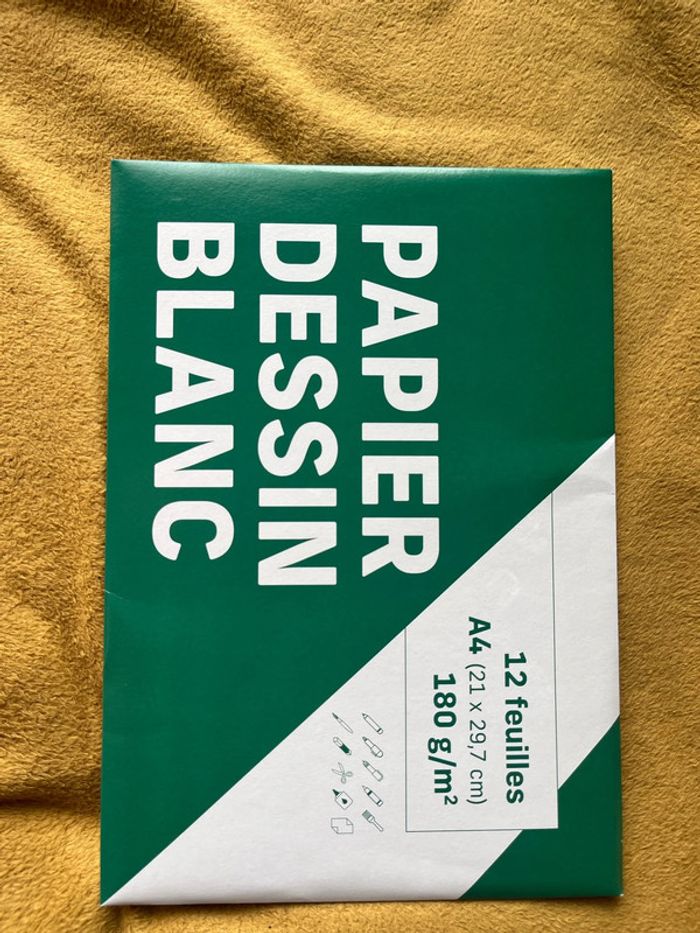 PAPIER
DESSIN
BLANC
12 feuilles
A4 (21 x 29,7 cm)
180 g/m²